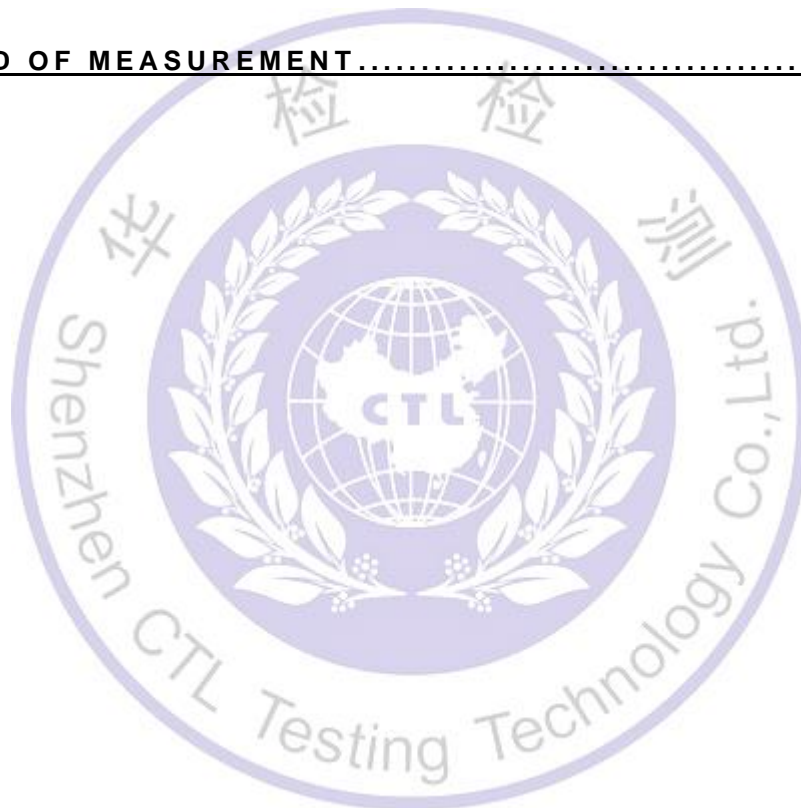 D OF MEASUREMENT...................................
华检检测
Shenzhen CTL Testing Technology Co.,Ltd.
CTL